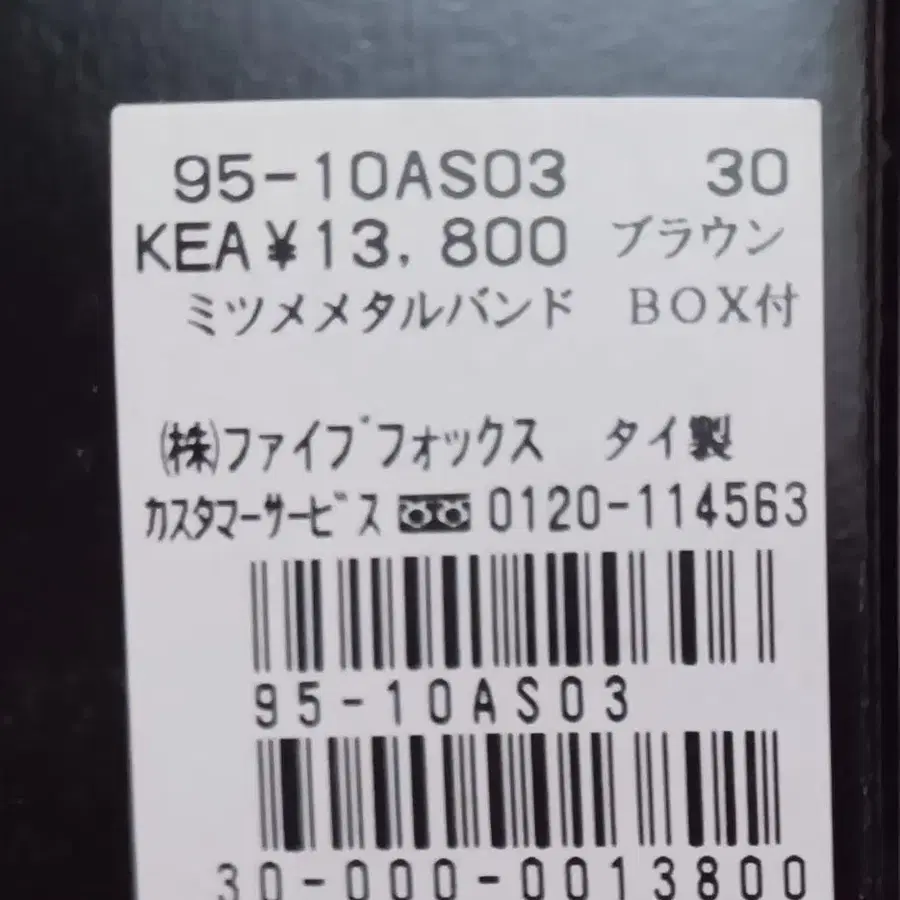 95-10AS03 30
KEA¥13,800 ブラウン
ミツメメタルバンド BOX付
㈱ファイブフォックス タイ製
カスタマーサービス 0120-114563
95-10AS03
30-000-0013800